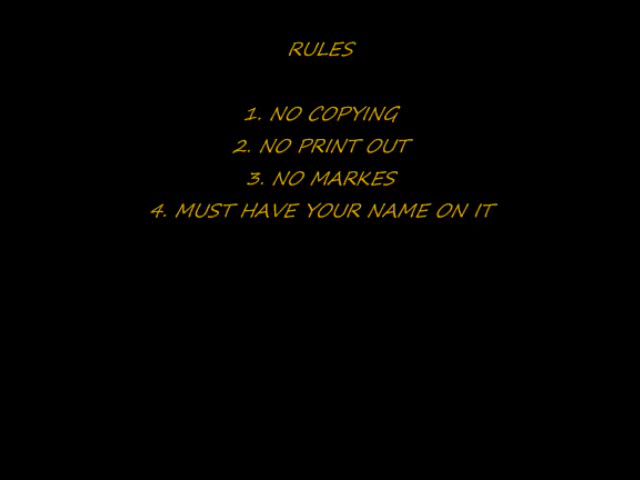 RULES
1. NO COPYING
2. NO PRINT OUT
3. NO MARKES
4. MUST HAVE YOUR NAME ON IT